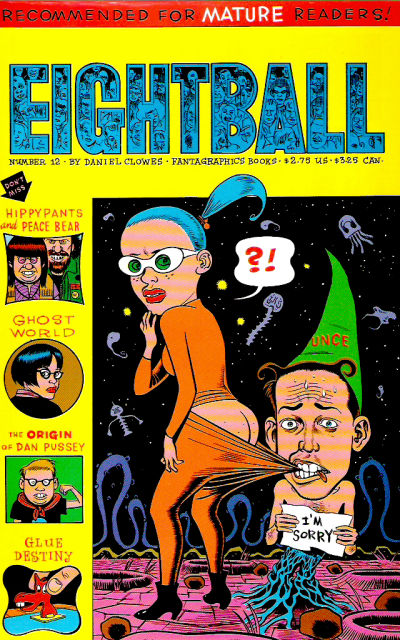 RECOMMENDED FOR MATURE READERS!
EIGHTBALL
NUMBER 12 · BY DANIEL CLOWES · FANTAGRAPHICS BOOKS · $2.75 US · $3.25 CAN.
DON'T
MISS
HIPPYPANTS
and PEACE BEAR
GHOST
WORLD
THE ORIGIN
OF DAN PUSSEY
GLUE
DESTINY
?!
UNCE
I'M
SORRY